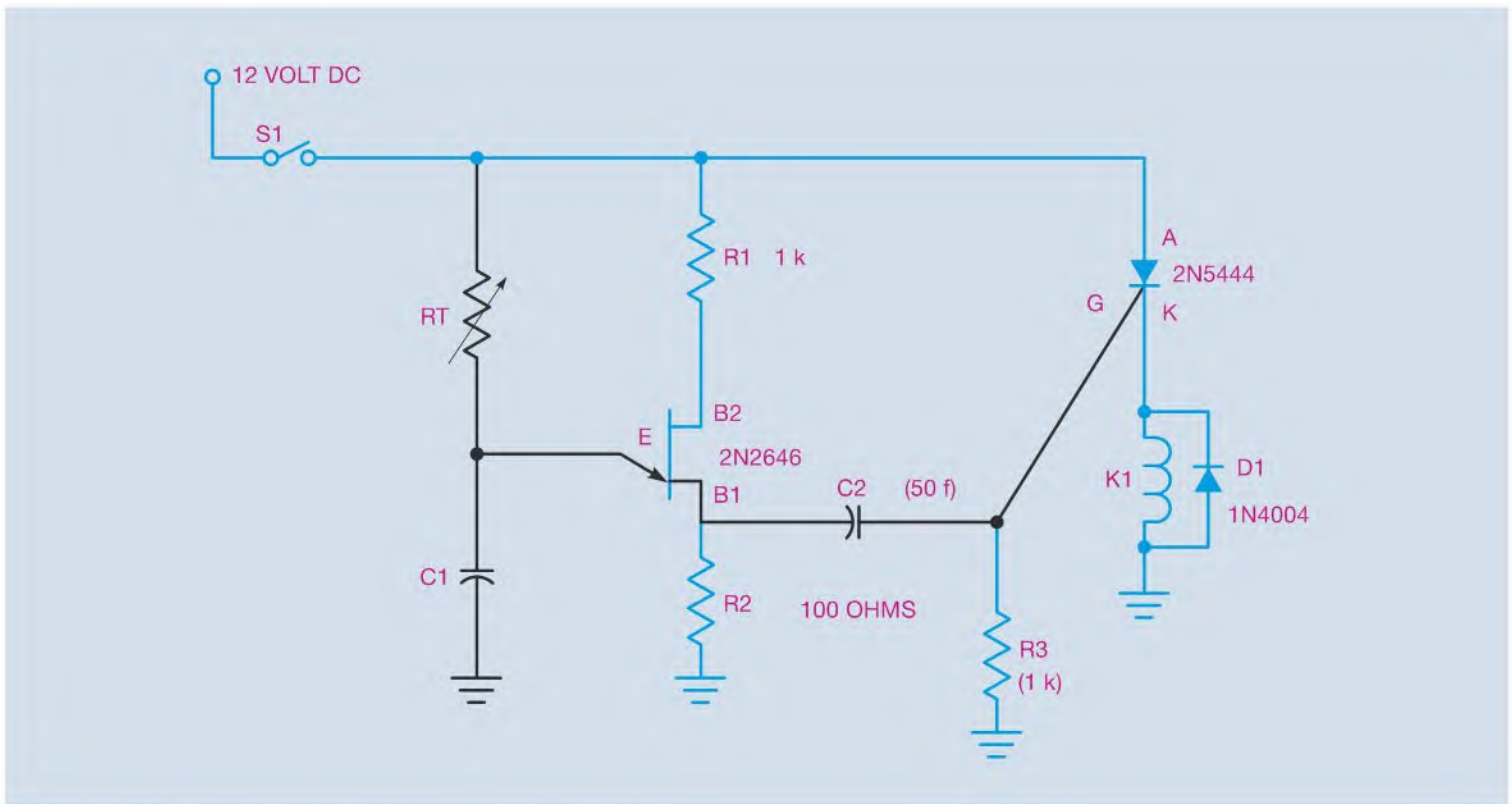 12 VOLT DC
S1
R1 1 k
A
2N5444
G
K
RT
B2
E
2N2646
B1
C2 (50 f)
K1
D1
1N4004
C1
R2
100 OHMS
R3
(1 k)